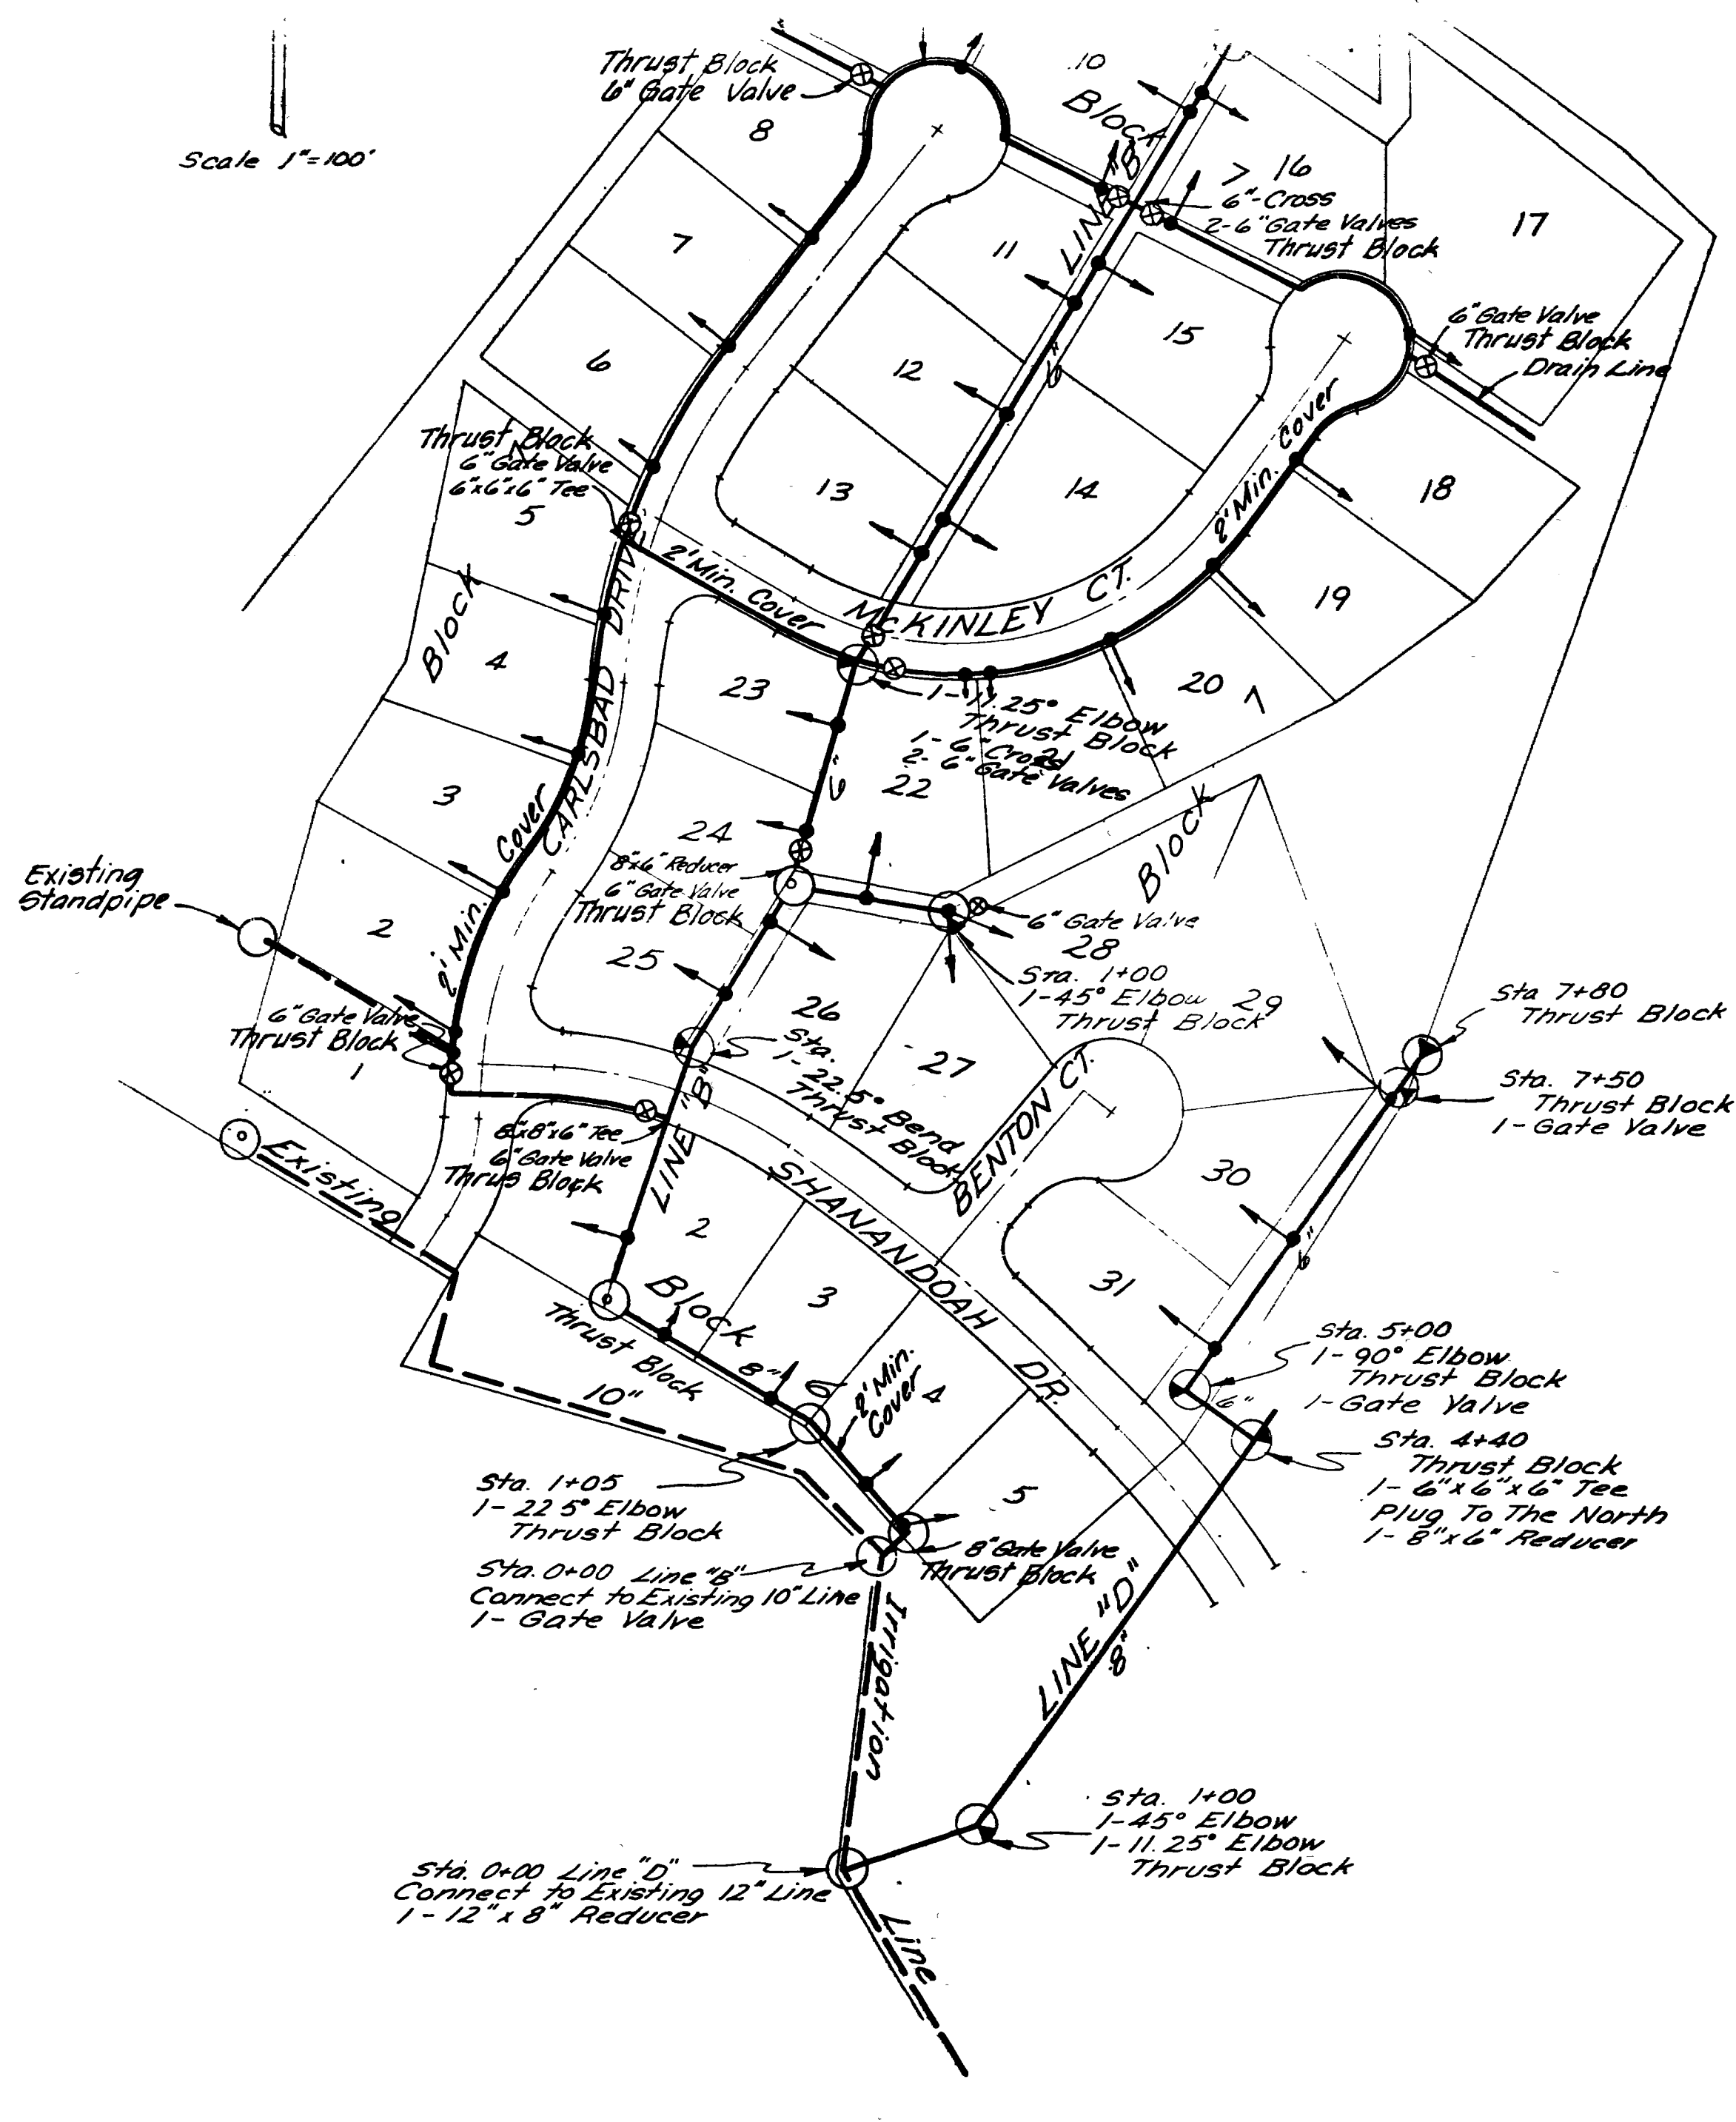 Scale 1"=100'
Thrust Block
6" Gate Valve
8
10
Block
LINE "B"
7 16
6"-Cross
2-6" Gate Valves
Thrust Block
17
7
11
15
6" Gate Valve
Thrust Block
Drain Line
6
12
6"
2' Min. Cover
Thrust Block
6" Gate Valve
6"x6"x6" Tee
5
13
14
18
2' Min. Cover
McKINLEY CT.
19
Block
4
CARLSBAD DRIVE
23
20
7
1-11.25° Elbow
Thrust Block
1-6" Cross
2-6" Gate Valves
21
22
6"
3
2' Min. Cover
24
8"x6" Reducer
6" Gate Valve
Thrust Block
BLOCK
Existing
Standpipe
2
25
6" Gate Valve
28
Sta. 1+00
1-45° Elbow
Thrust Block
29
26
Sta.
1-22.5° Bend
Thrust Block
27
Sta 7+80
Thrust Block
Sta. 7+50
Thrust Block
1-Gate Valve
6" Gate Valve
Thrust Block
1
BENTON CT.
Existing
8"x8"x6" Tee
6" Gate Valve
Thrus Block
LINE "B"
SHANANDOAH DR.
30
6"
2
Block
6
3
31
Thrust Block
8"
10"
2' Min.
Cover
4
Sta. 5+00
1-90° Elbow
Thrust Block
1-Gate Valve
6"
Sta. 4+40
Thrust Block
1-6"x6"x6" Tee
Plug To The North
1-8"x6" Reducer
5
Sta. 1+05
1-22 5° Elbow
Thrust Block
8" Gate Valve
Thrust Block
Sta. 0+00 Line "B"
Connect to Existing 10" Line
1-Gate Valve
Irrigation
LINE "D"
8"
Sta. 1+00
1-45° Elbow
1-11.25° Elbow
Thrust Block
Sta. 0+00 Line "D"
Connect to Existing 12" Line
1-12" x 8" Reducer
Line